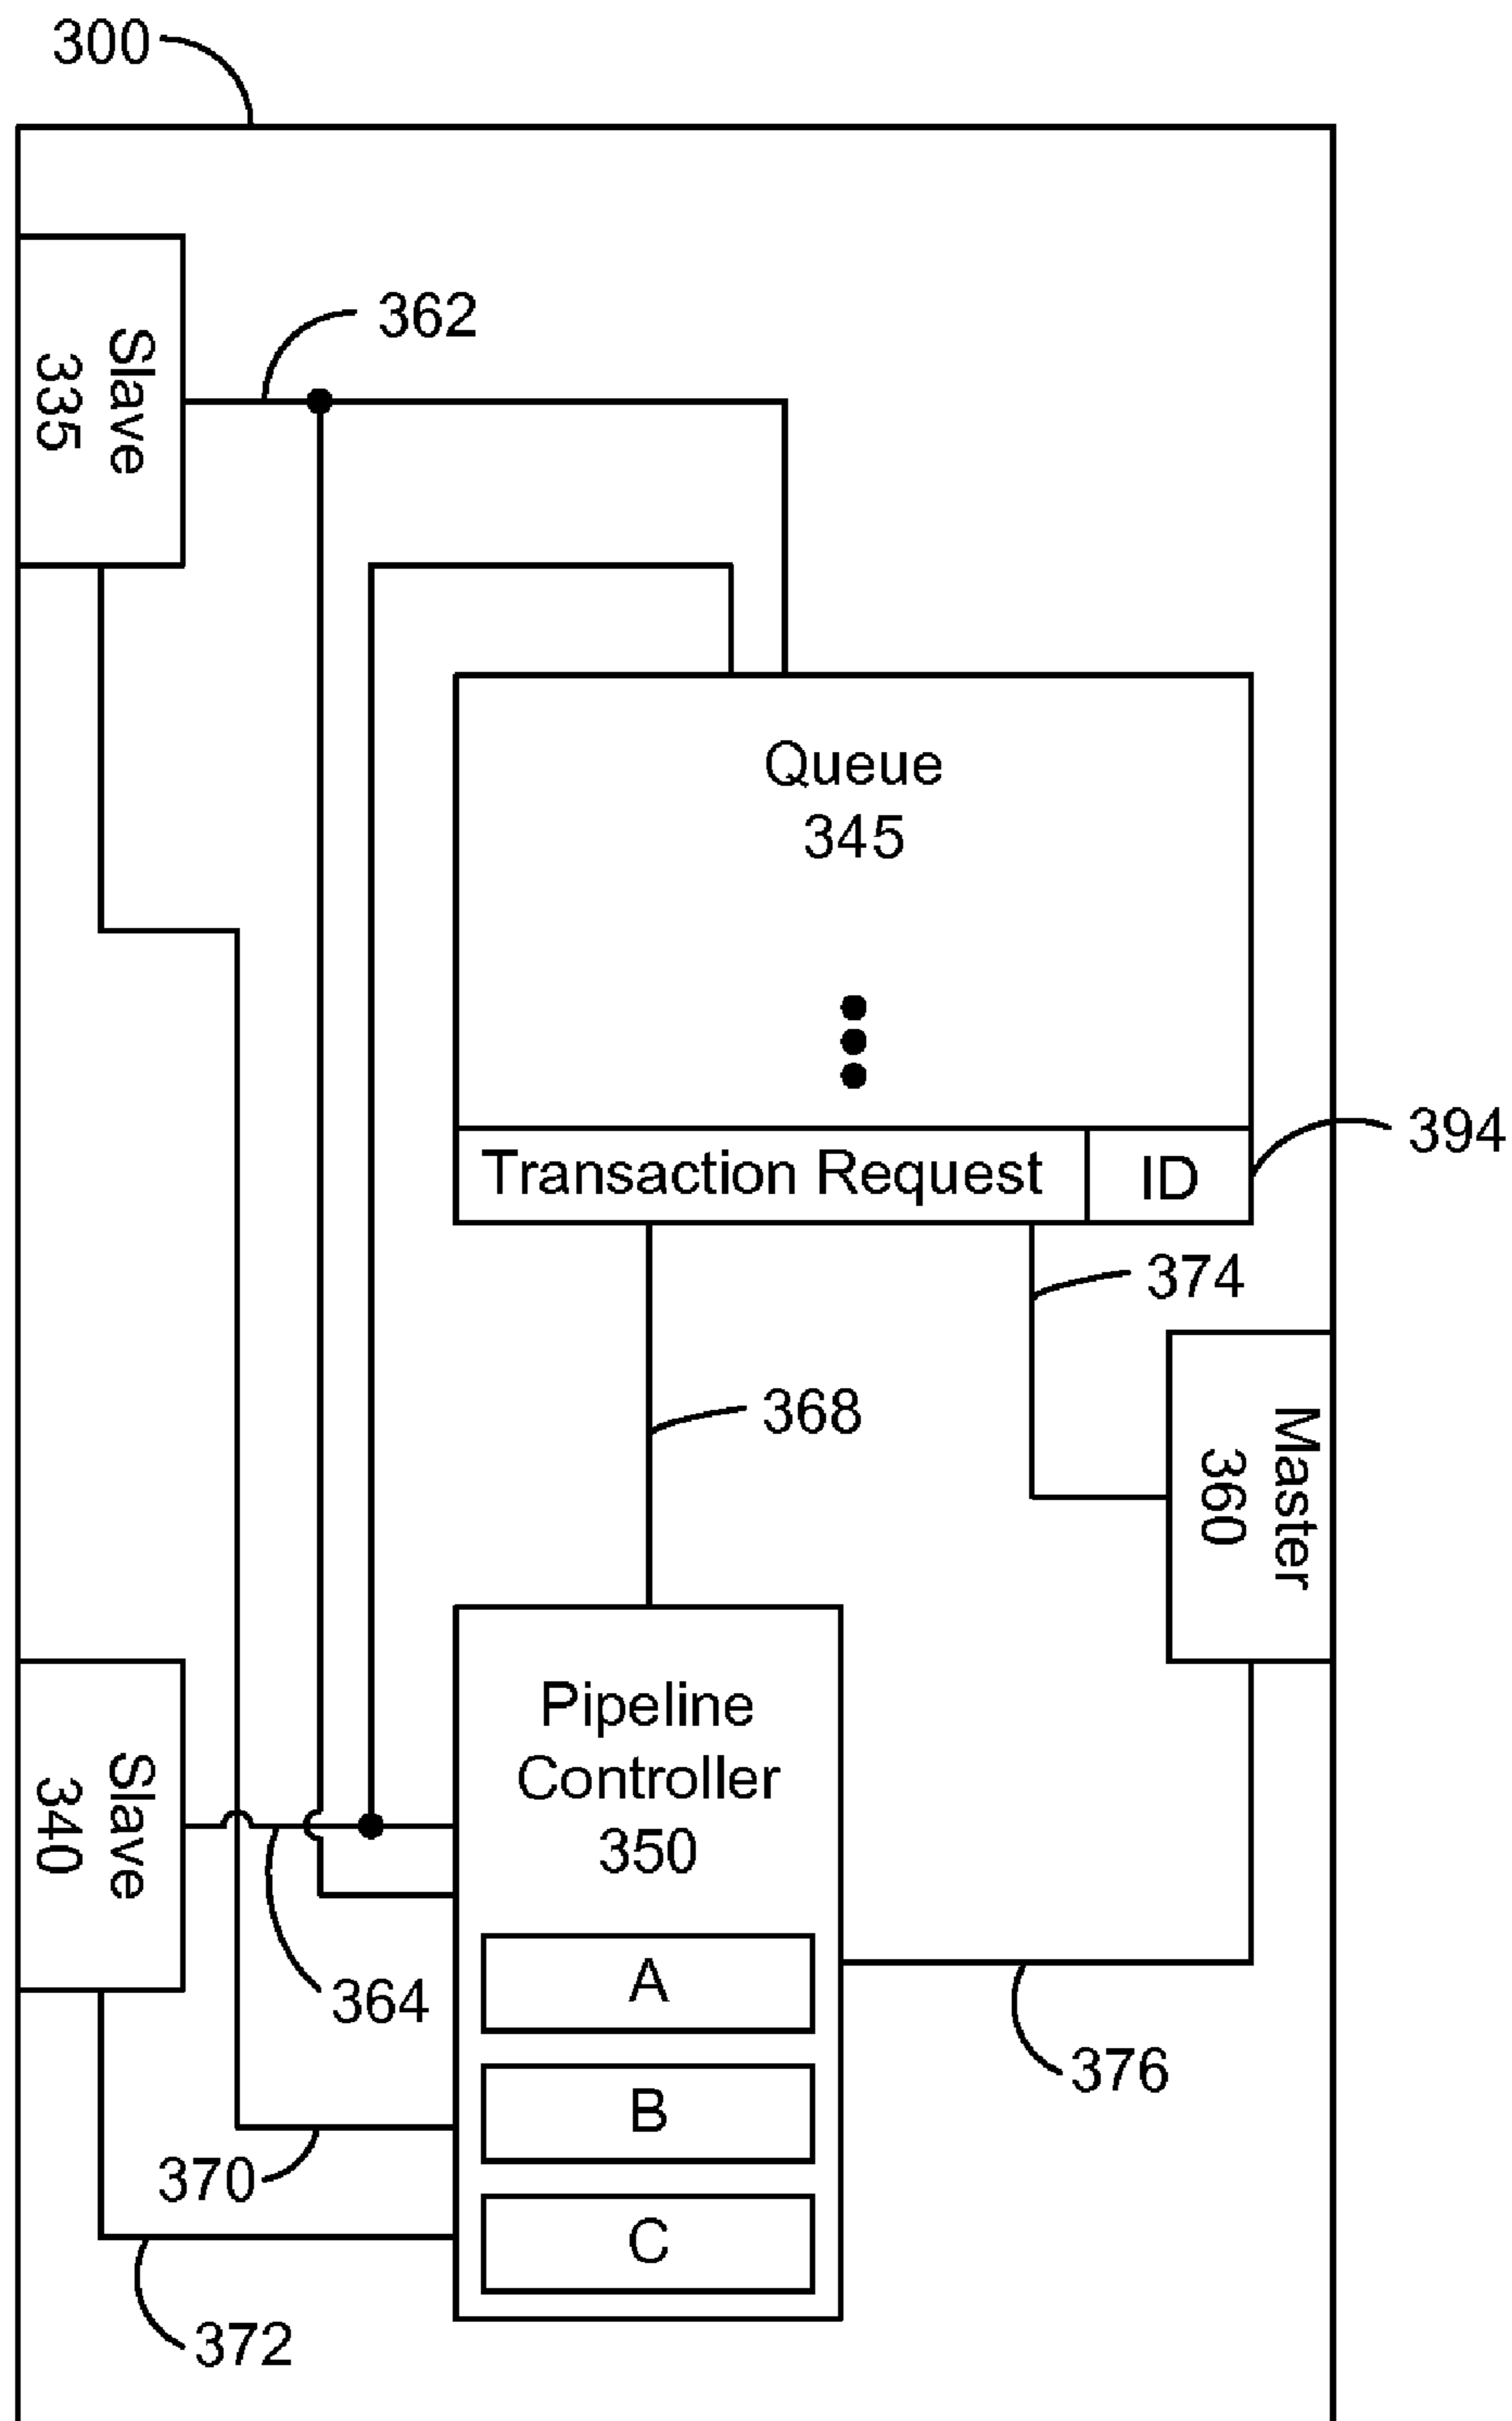 300
362
Slave
335
Queue
345
394
Transaction Request
ID
374
368
Master
360
Pipeline
Controller
350
Slave
340
A
364
376
B
370
C
372